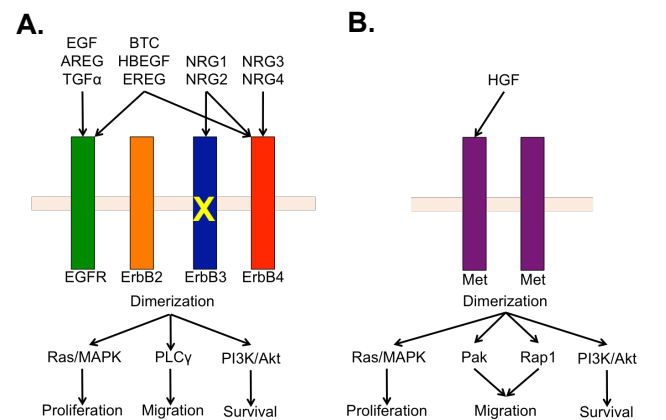 A.
EGF
AREG
TGFα
BTC
HBEGF
EREG
NRG1
NRG2
NRG3
NRG4
X
EGFR ErbB2 ErbB3 ErbB4
Dimerization
Ras/MAPK PLCγ PI3K/Akt
Proliferation Migration Survival
B.
HGF
Met Met
Dimerization
Ras/MAPK Pak Rap1 PI3K/Akt
Proliferation Migration Survival